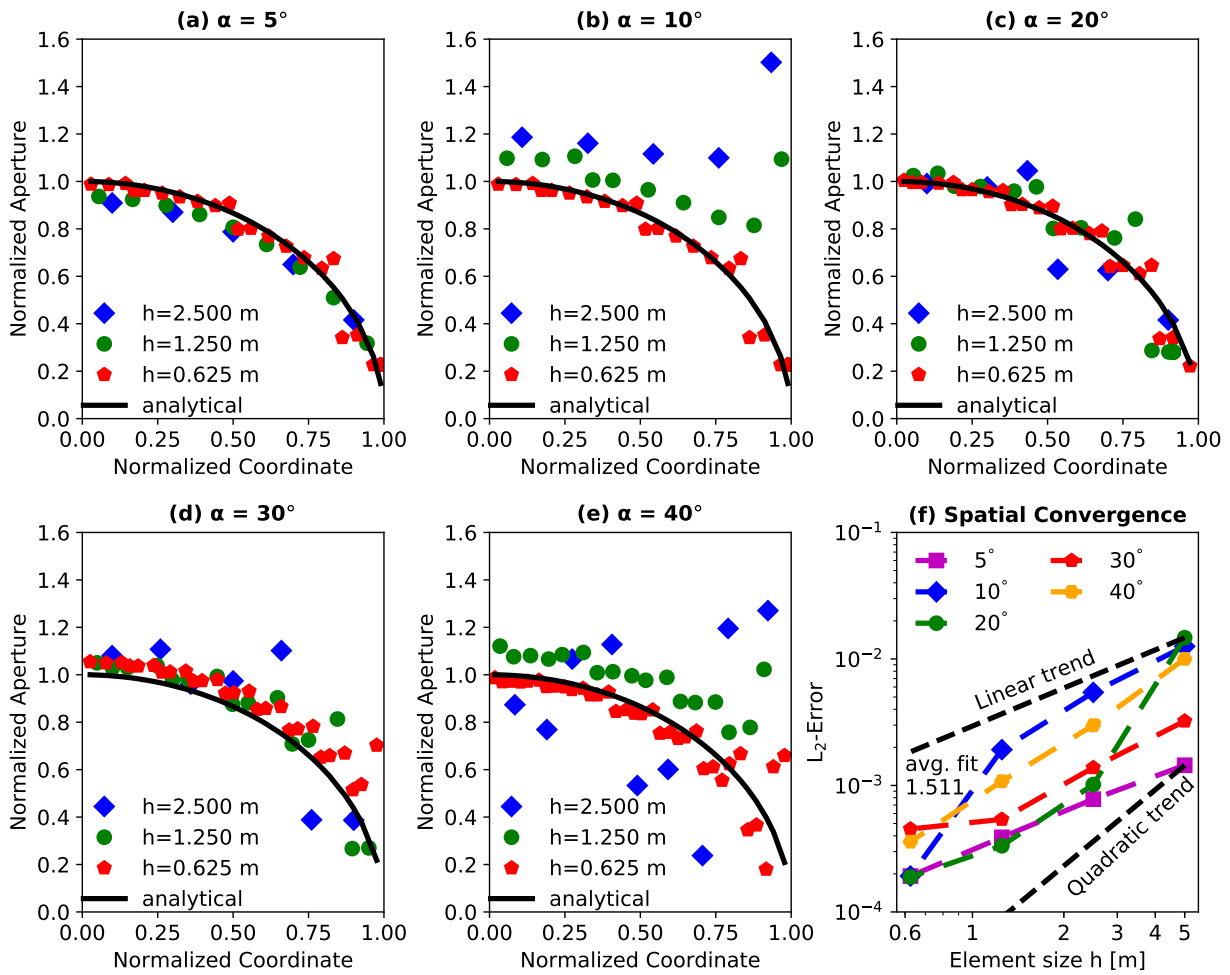 (a) α = 5°
(b) α = 10°
(c) α = 20°
Normalized Aperture
1.6
1.4
1.2
1.0
0.8
0.6
0.4
0.2
0.0
h=2.500 m
h=1.250 m
h=0.625 m
analytical
0.00 0.25 0.50 0.75 1.00
Normalized Coordinate
Normalized Aperture
1.6
1.4
1.2
1.0
0.8
0.6
0.4
0.2
0.0
h=2.500 m
h=1.250 m
h=0.625 m
analytical
0.00 0.25 0.50 0.75 1.00
Normalized Coordinate
Normalized Aperture
1.6
1.4
1.2
1.0
0.8
0.6
0.4
0.2
0.0
h=2.500 m
h=1.250 m
h=0.625 m
analytical
0.00 0.25 0.50 0.75 1.00
Normalized Coordinate
(d) α = 30°
(e) α = 40°
(f) Spatial Convergence
Normalized Aperture
1.6
1.4
1.2
1.0
0.8
0.6
0.4
0.2
0.0
h=2.500 m
h=1.250 m
h=0.625 m
analytical
0.00 0.25 0.50 0.75 1.00
Normalized Coordinate
Normalized Aperture
1.6
1.4
1.2
1.0
0.8
0.6
0.4
0.2
0.0
h=2.500 m
h=1.250 m
h=0.625 m
analytical
0.00 0.25 0.50 0.75 1.00
Normalized Coordinate
L₂-Error
10⁻¹
10⁻²
10⁻³
10⁻⁴
5°
10°
20°
30°
40°
Linear trend
avg. fit
1.511
Quadratic trend
0.6 1 2 3 4 5
Element size h [m]